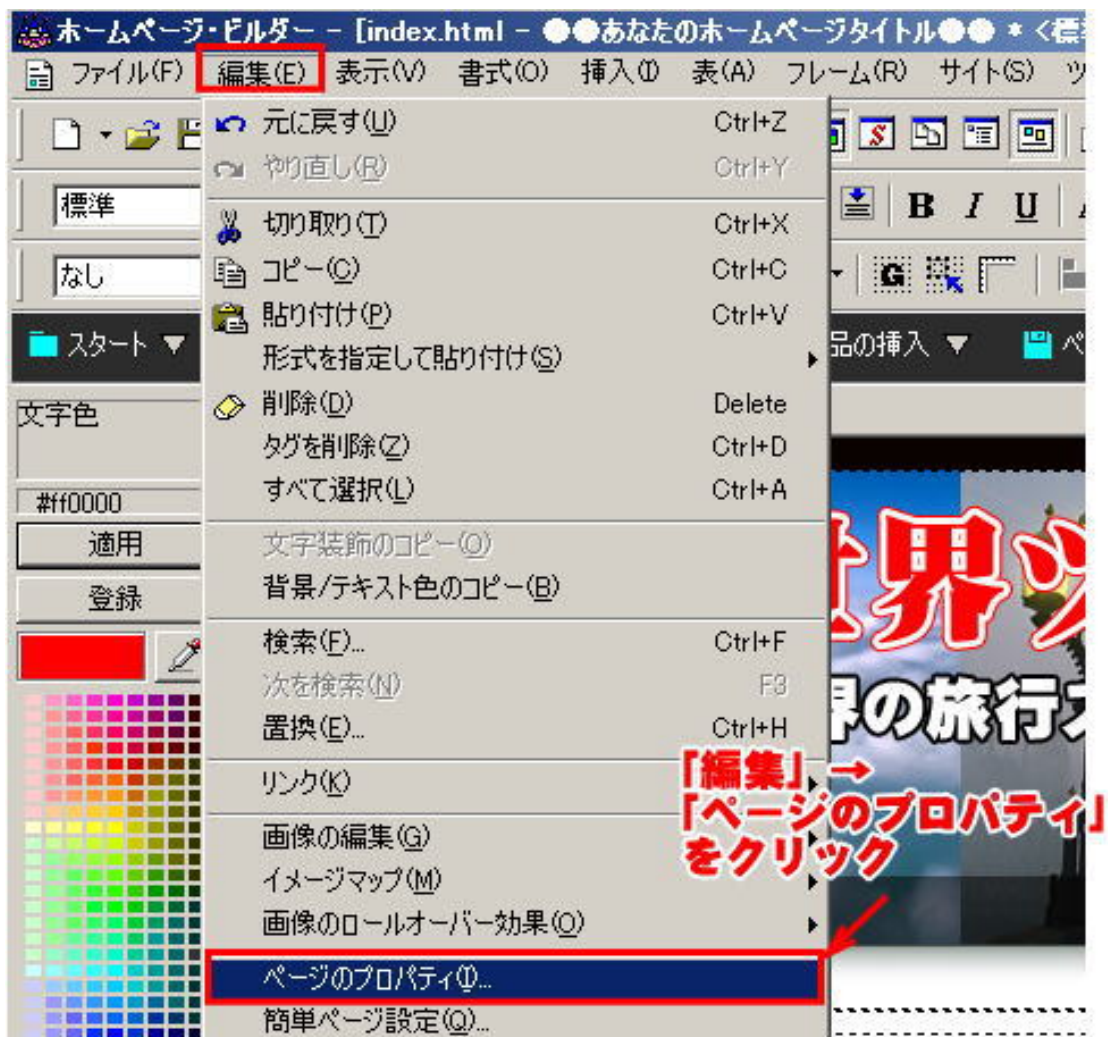 ホームページ・ビルダー - [index.html - ●●あなたのホームページタイトル●● * <標準
ファイル(F) 編集(E) 表示(V) 書式(O) 挿入(I) 表(A) フレーム(R) サイト(S) ツ
元に戻す(U) Ctrl+Z
やり直し(R) Ctrl+Y
標準
B I U
切り取り(T) Ctrl+X
なし
コピー(C) Ctrl+C
G
貼り付け(P) Ctrl+V
スタート
品の挿入
ペ
形式を指定して貼り付け(S)
文字色
削除(D) Delete
タグを削除(Z) Ctrl+D
#ff0000
すべて選択(L) Ctrl+A
適用
文字装飾のコピー(O)
登録
背景/テキスト色のコピー(B)
世界ツ
検索(F)... Ctrl+F
次を検索(N) F3
界の旅行ス
置換(E)... Ctrl+H
リンク(K)
「編集」→
「ページのプロパティ」
をクリック
画像の編集(G)
イメージマップ(M)
画像のロールオーバー効果(O)
ページのプロパティ(I)...
簡単ページ設定(Q)...